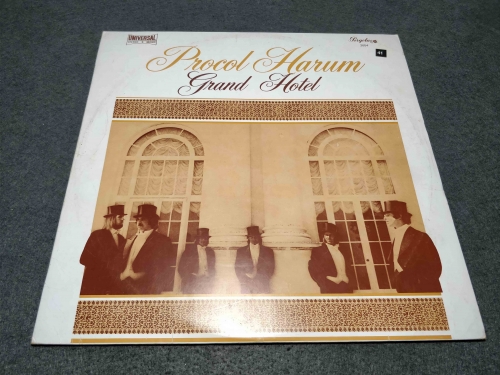 UNIVERSAL
Procol Harum
Grand Hotel